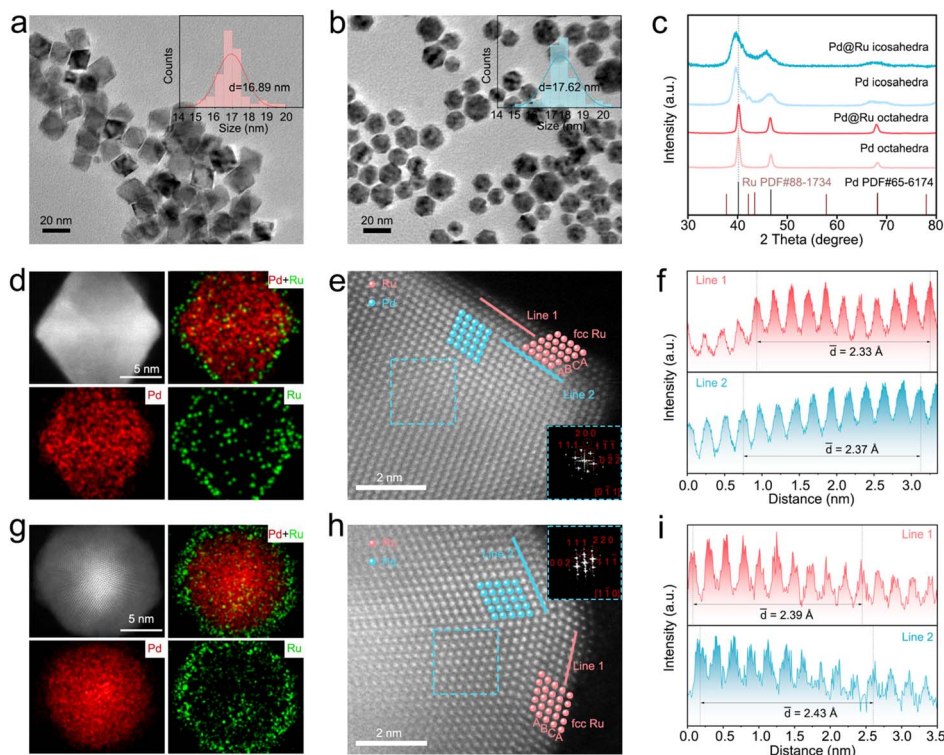 a
Counts
d=16.89 nm
14 15 16 17 18 19 20
Size (nm)
20 nm
b
Counts
d=17.62 nm
14 15 16 17 18 19 20
Size (nm)
20 nm
c
Intensity (a.u.)
Pd@Ru icosahedra
Pd icosahedra
Pd@Ru octahedra
Pd octahedra
Ru PDF#88-1734
Pd PDF#65-6174
30 40 50 60 70 80
2 Theta (degree)
d
Pd+Ru
5 nm
Pd
Ru
e
Ru
Pd
Line 1
fcc Ru
ABCA
Line 2
2 nm
f
Intensity (a.u.)
Line 1
d̅ = 2.33 Å
Line 2
d̅ = 2.37 Å
0.0 0.5 1.0 1.5 2.0 2.5 3.0
Distance (nm)
g
Pd+Ru
5 nm
Pd
Ru
h
Line 2
111 220
002
Line 1
ABCA
fcc Ru
2 nm
i
Intensity (a.u.)
Line 1
d̅ = 2.39 Å
Line 2
d̅ = 2.43 Å
0.0 0.5 1.0 1.5 2.0 2.5 3.0 3.5
Distance (nm)